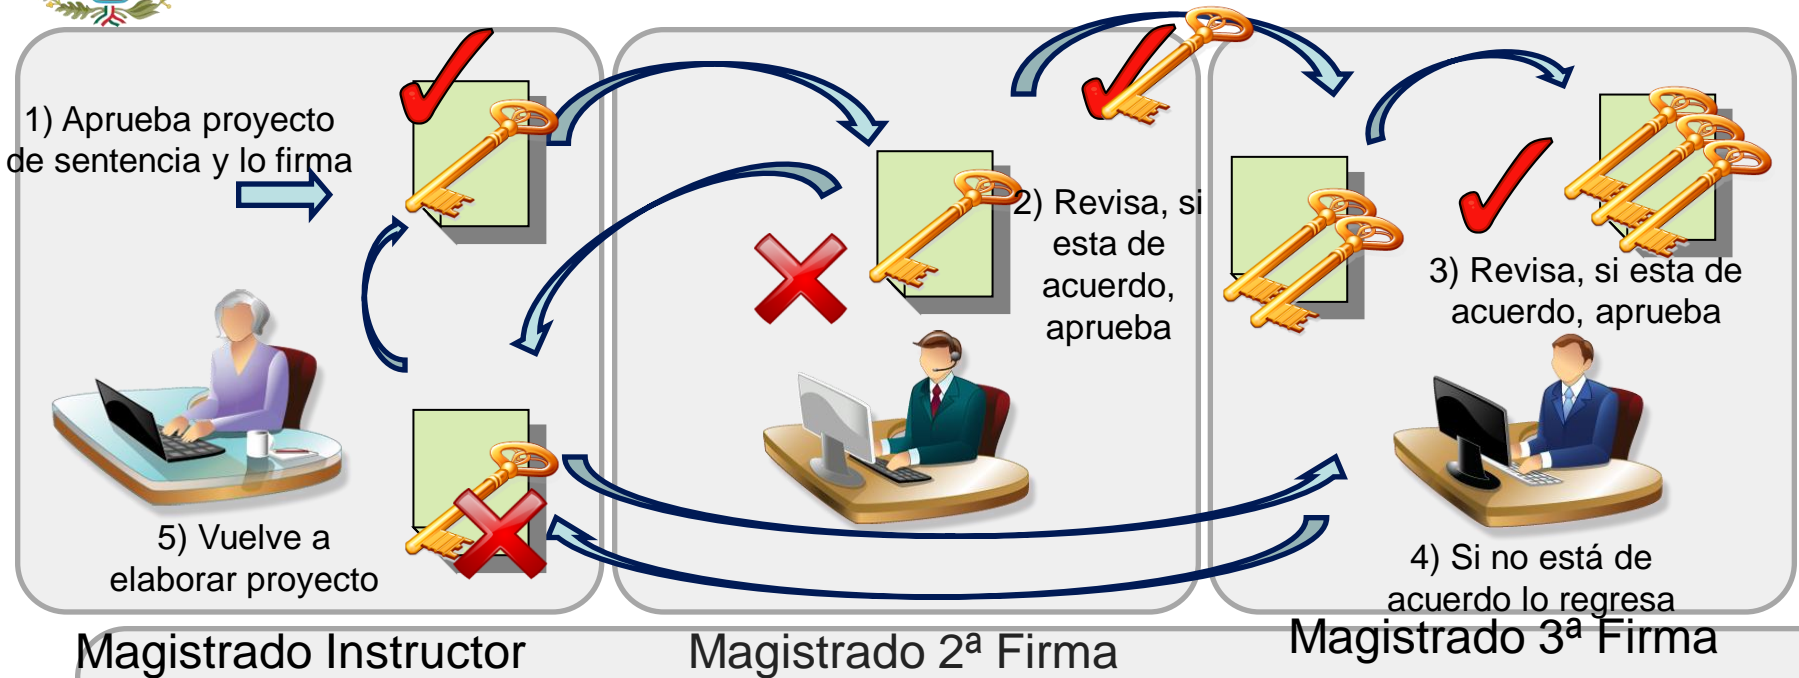 1) Aprueba proyecto
de sentencia y lo firma
2) Revisa, si
esta de
acuerdo,
aprueba
3) Revisa, si esta de
acuerdo, aprueba
4) Si no está de
acuerdo lo regresa
5) Vuelve a
elaborar proyecto
Magistrado Instructor
Magistrado 2ª Firma
Magistrado 3ª Firma